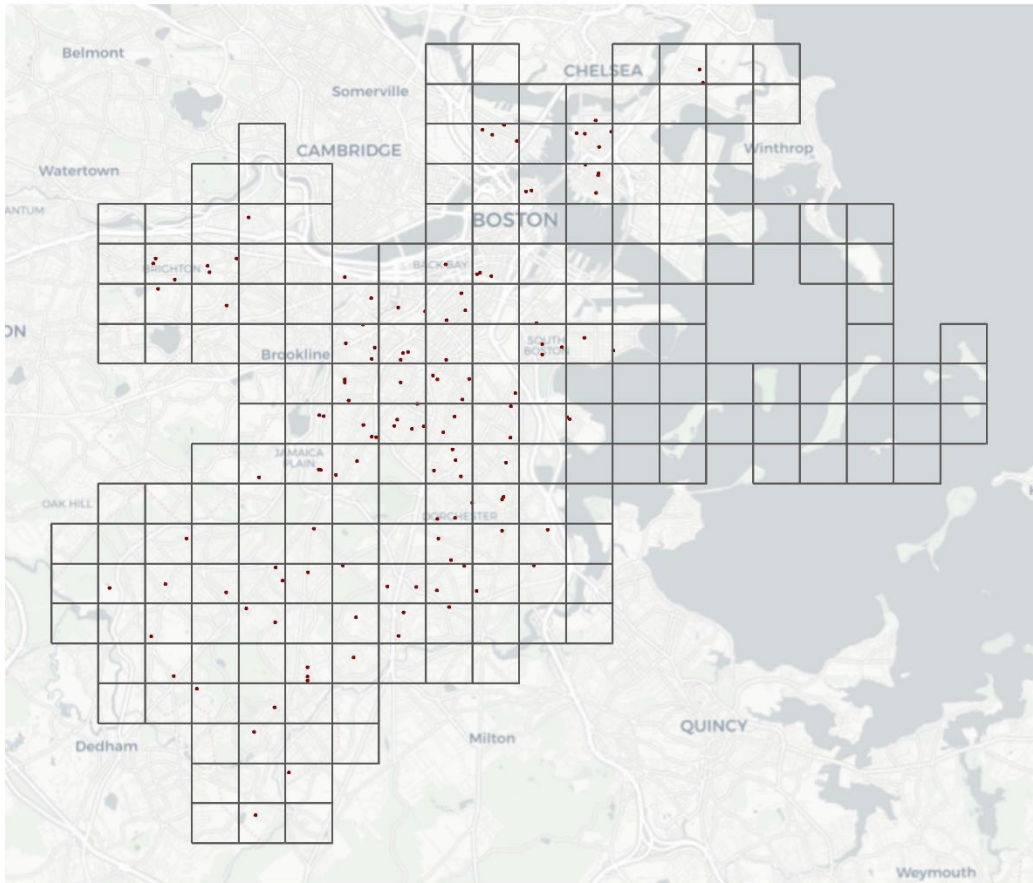 Belmont
CHELSEA
Somerville
CAMBRIDGE
Winthrop
Watertown
ANTUM
BOSTON
BACK BAY
BRIGHTON
ON
SOUTH
BOSTON
Brookline
JAMAICA
PLAIN
OAK HILL
DORCHESTER
QUINCY
Milton
Dedham
Weymouth